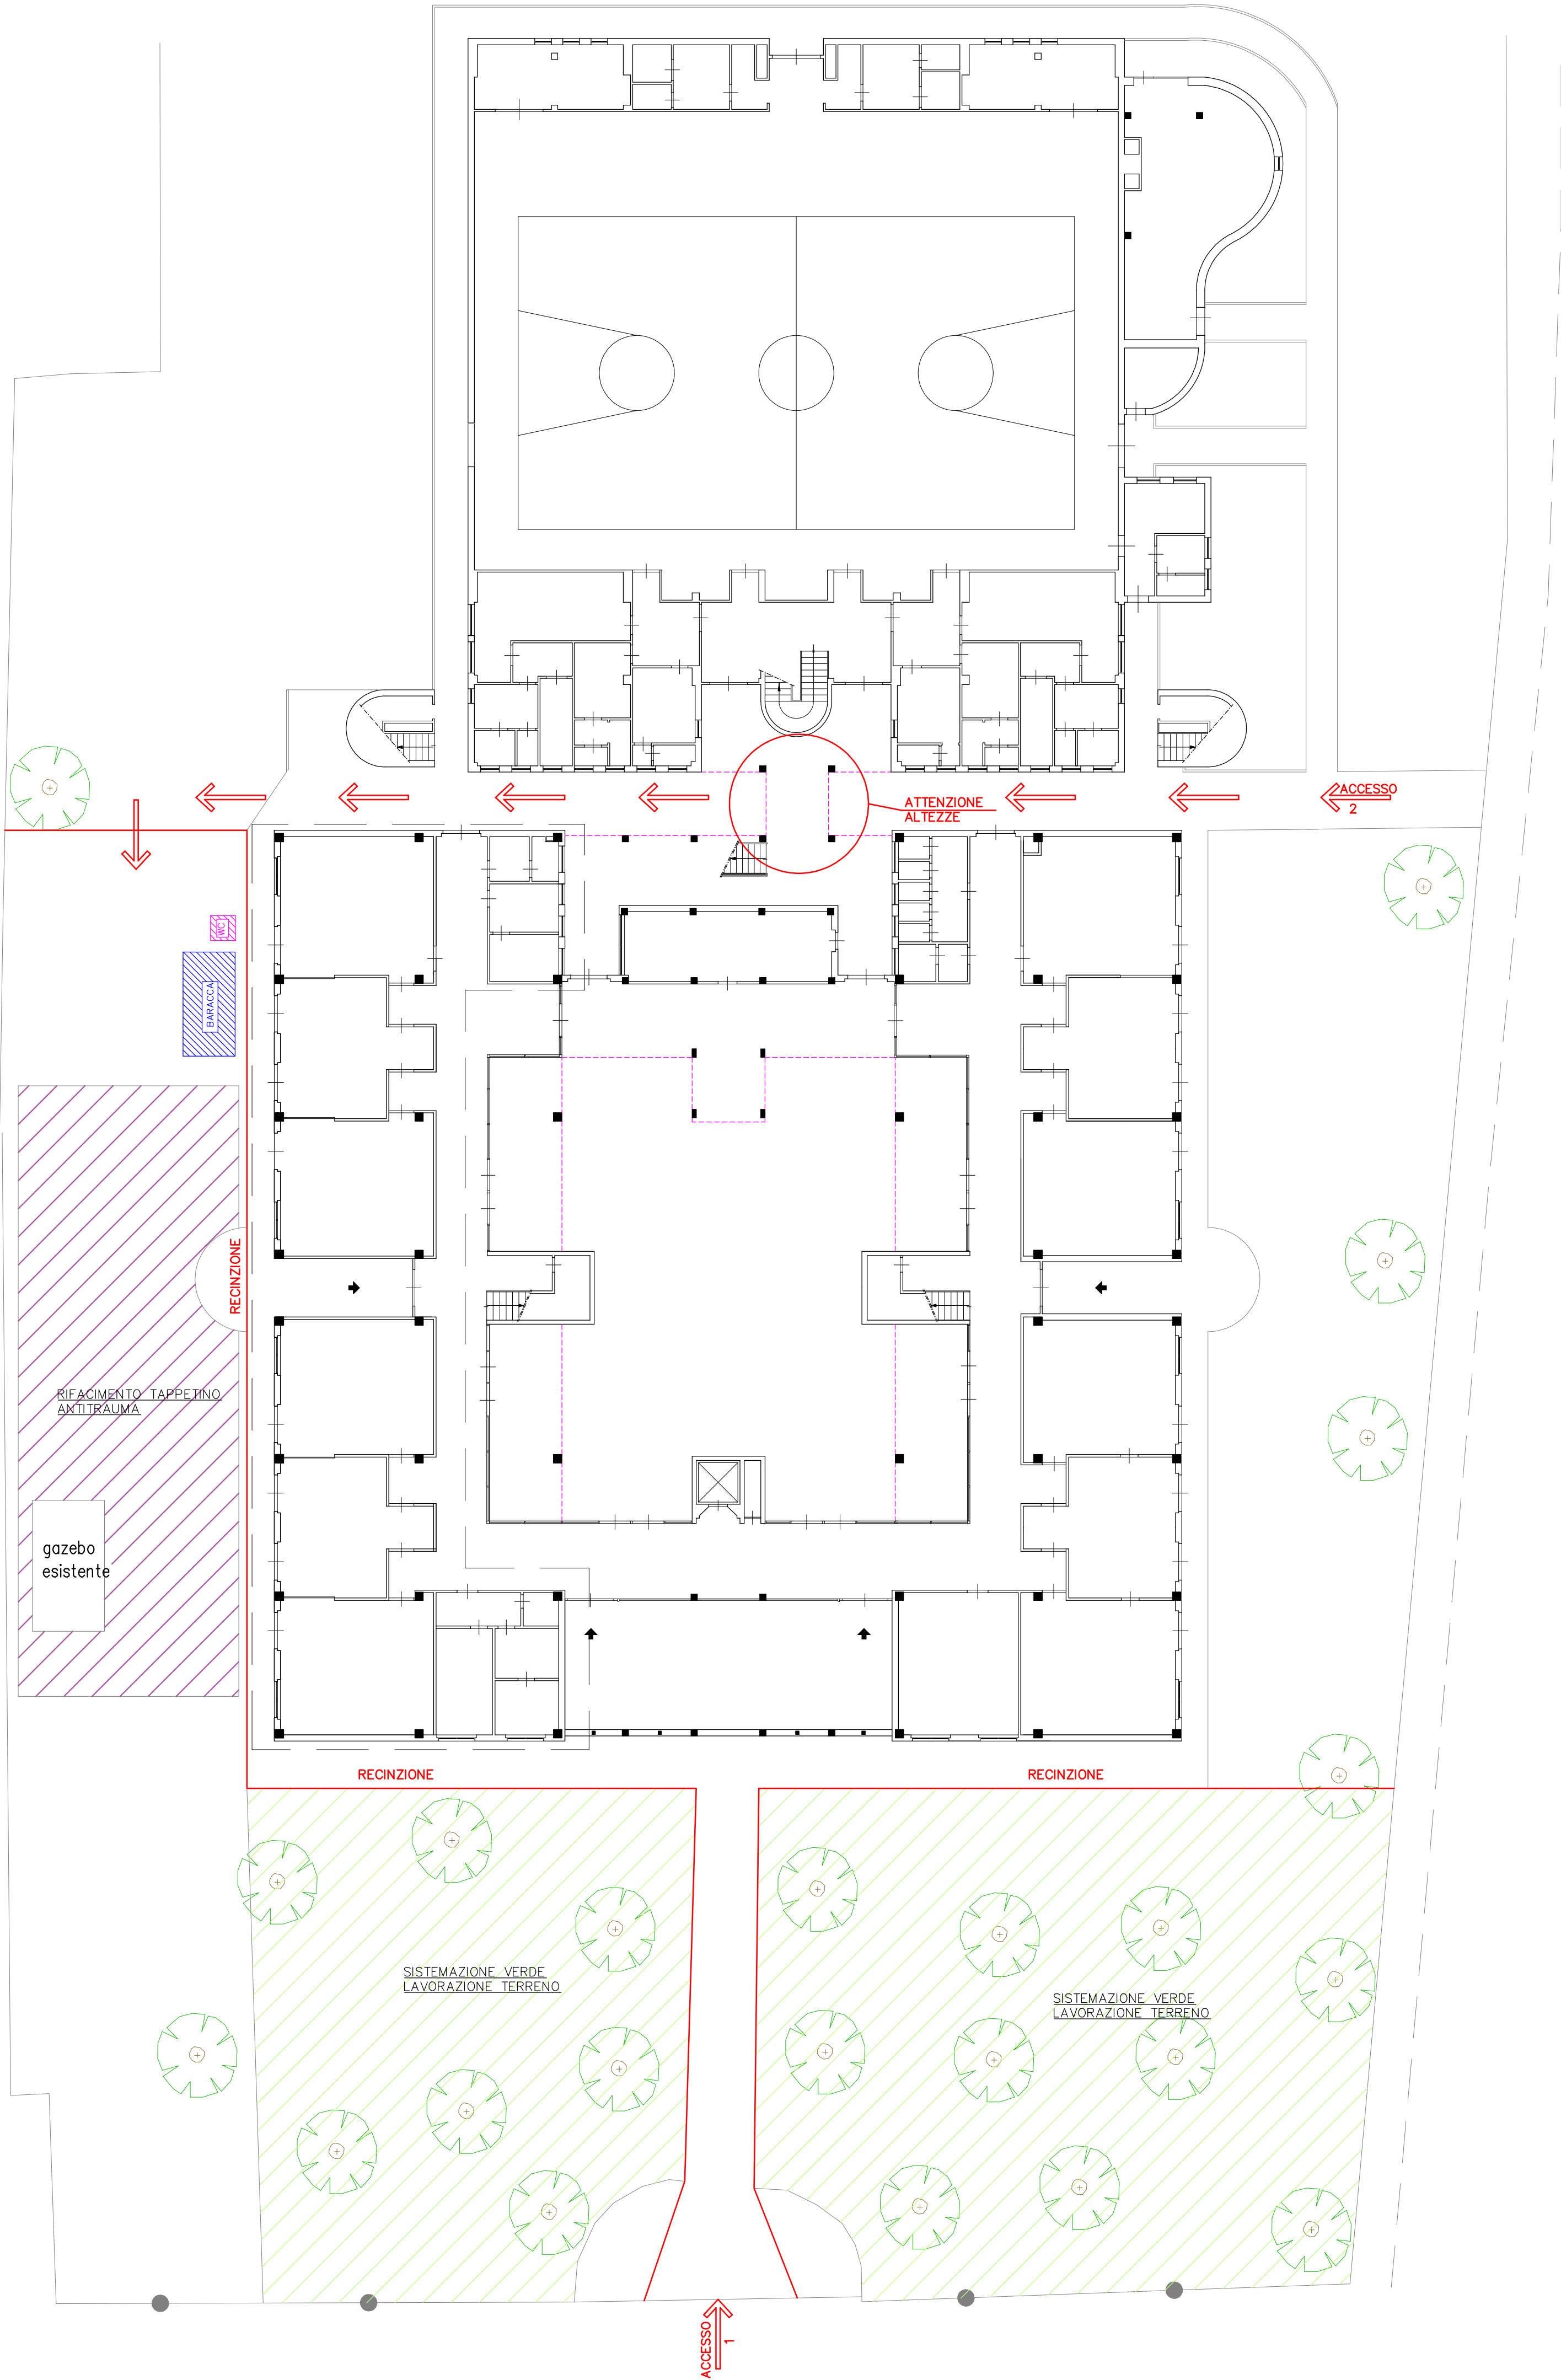 ACCESSO
2
ATTENZIONE
ALTEZZE
WC
BARACCA
RECINZIONE
RIFACIMENTO TAPPETINO
ANTITRAUMA
gazebo
esistente
RECINZIONE
RECINZIONE
SISTEMAZIONE VERDE
LAVORAZIONE TERRENO
SISTEMAZIONE VERDE
LAVORAZIONE TERRENO
ACCESSO
1